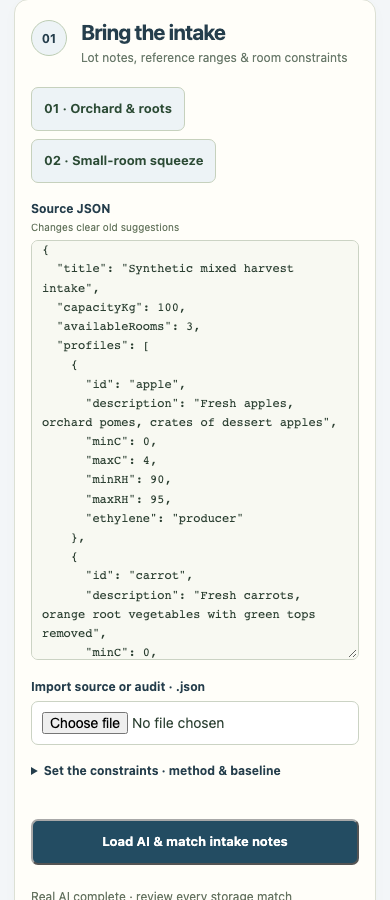 01
Bring the intake
Lot notes, reference ranges & room constraints
01 · Orchard & roots
02 · Small-room squeeze
Source JSON
Changes clear old suggestions
{
"title": "Synthetic mixed harvest
intake",
"capacityKg": 100,
"availableRooms": 3,
"profiles": [
{
"id": "apple",
"description": "Fresh apples,
orchard pomes, crates of dessert apples",
"minC": 0,
"maxC": 4,
"minRH": 90,
"maxRH": 95,
"ethylene": "producer"
},
{
"id": "carrot",
"description": "Fresh carrots,
orange root vegetables with green tops
removed",
"minC": 0,
Import source or audit · .json
Choose file No file chosen
Set the constraints · method & baseline
Load AI & match intake notes
Real AI complete · review every storage match